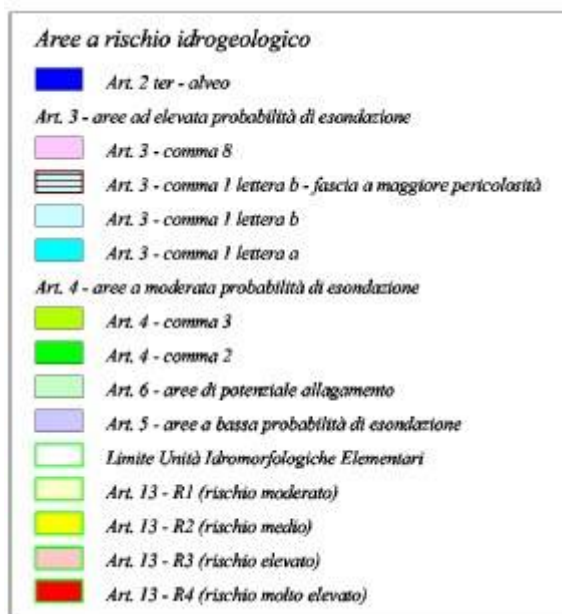 Aree a rischio idrogeologico
Art. 2 ter - alveo
Art. 3 - aree ad elevata probabilità di esondazione
Art. 3 - comma 8
Art. 3 - comma 1 lettera b - fascia a maggiore pericolosità
Art. 3 - comma 1 lettera b
Art. 3 - comma 1 lettera a
Art. 4 - aree a moderata probabilità di esondazione
Art. 4 - comma 3
Art. 4 - comma 2
Art. 6 - aree di potenziale allagamento
Art. 5 - aree a bassa probabilità di esondazione
Limite Unità Idromorfologiche Elementari
Art. 13 - R1 (rischio moderato)
Art. 13 - R2 (rischio medio)
Art. 13 - R3 (rischio elevato)
Art. 13 - R4 (rischio molto elevato)